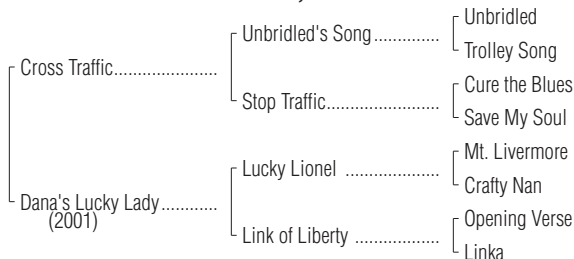 Unbridled
Unbridled's Song..............
Trolley Song
Cross Traffic.....................
Cure the Blues
Stop Traffic.......................
Save My Soul
Mt. Livermore
Lucky Lionel ...................
Crafty Nan
Dana's Lucky Lady............
(2001)
Opening Verse
Link of Liberty .................
Linka